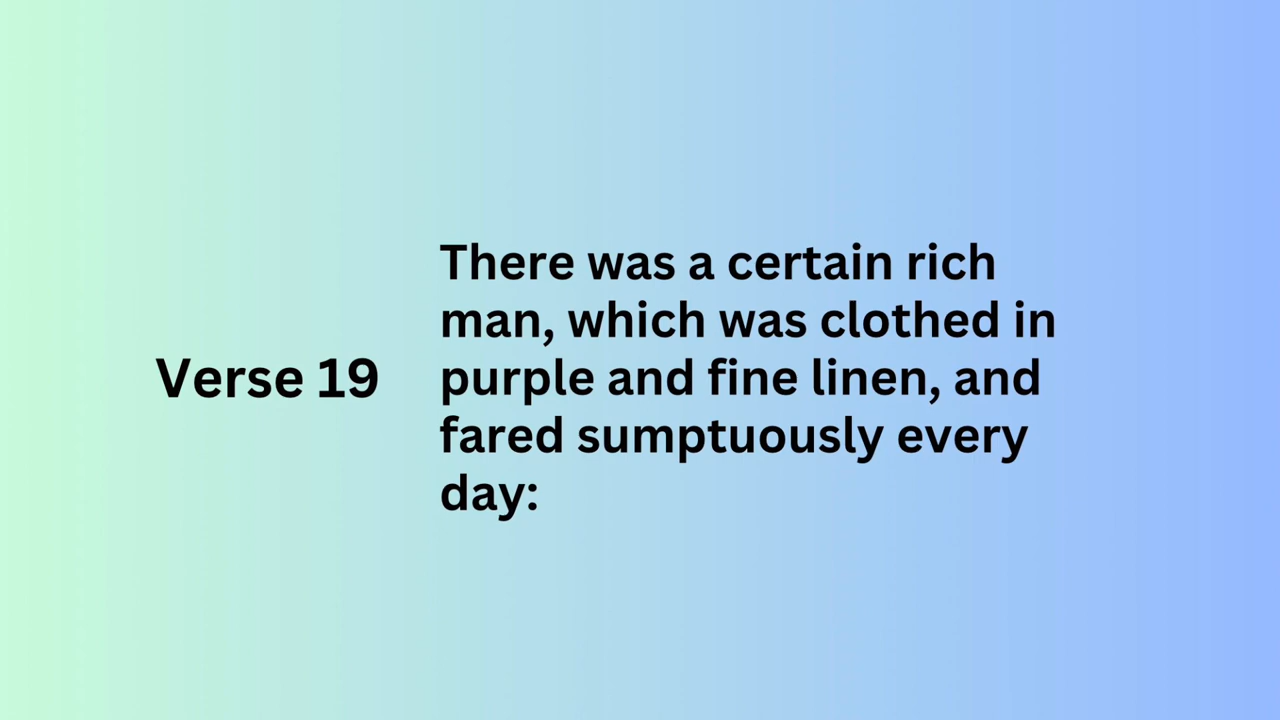 Verse 19
There was a certain rich
man, which was clothed in
purple and fine linen, and
fared sumptuously every
day: